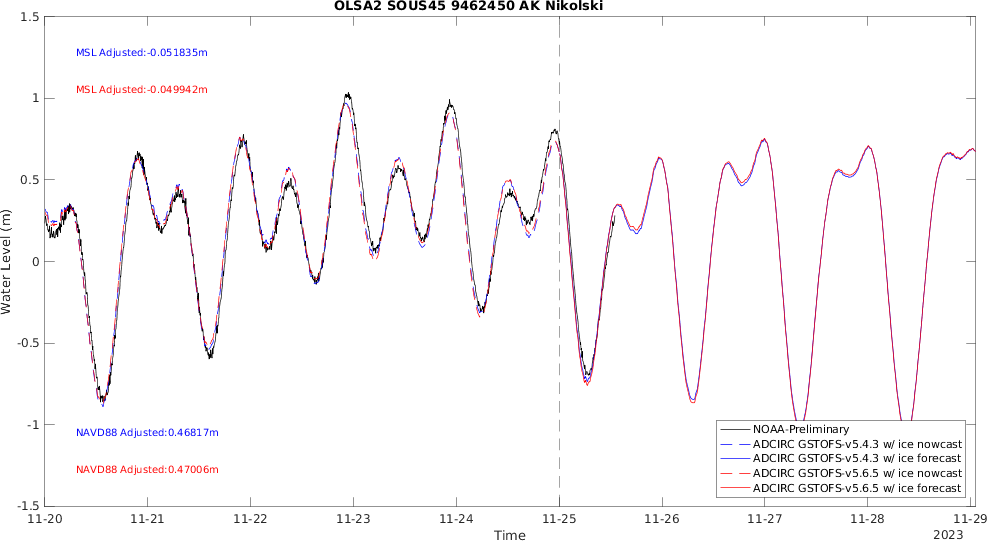 OLSA2 SOUS45 9462450 AK Nikolski
1.5
1
0.5
0
-0.5
-1
-1.5
Water Level (m)
MSL Adjusted:-0.051835m
MSL Adjusted:-0.049942m
NAVD88 Adjusted:0.46817m
NAVD88 Adjusted:0.47006m
NOAA-Preliminary
ADCIRC GSTOFS-v5.4.3 w/ ice nowcast
ADCIRC GSTOFS-v5.4.3 w/ ice forecast
ADCIRC GSTOFS-v5.6.5 w/ ice nowcast
ADCIRC GSTOFS-v5.6.5 w/ ice forecast
11-20 11-21 11-22 11-23 11-24 11-25 11-26 11-27 11-28 11-29
Time
2023